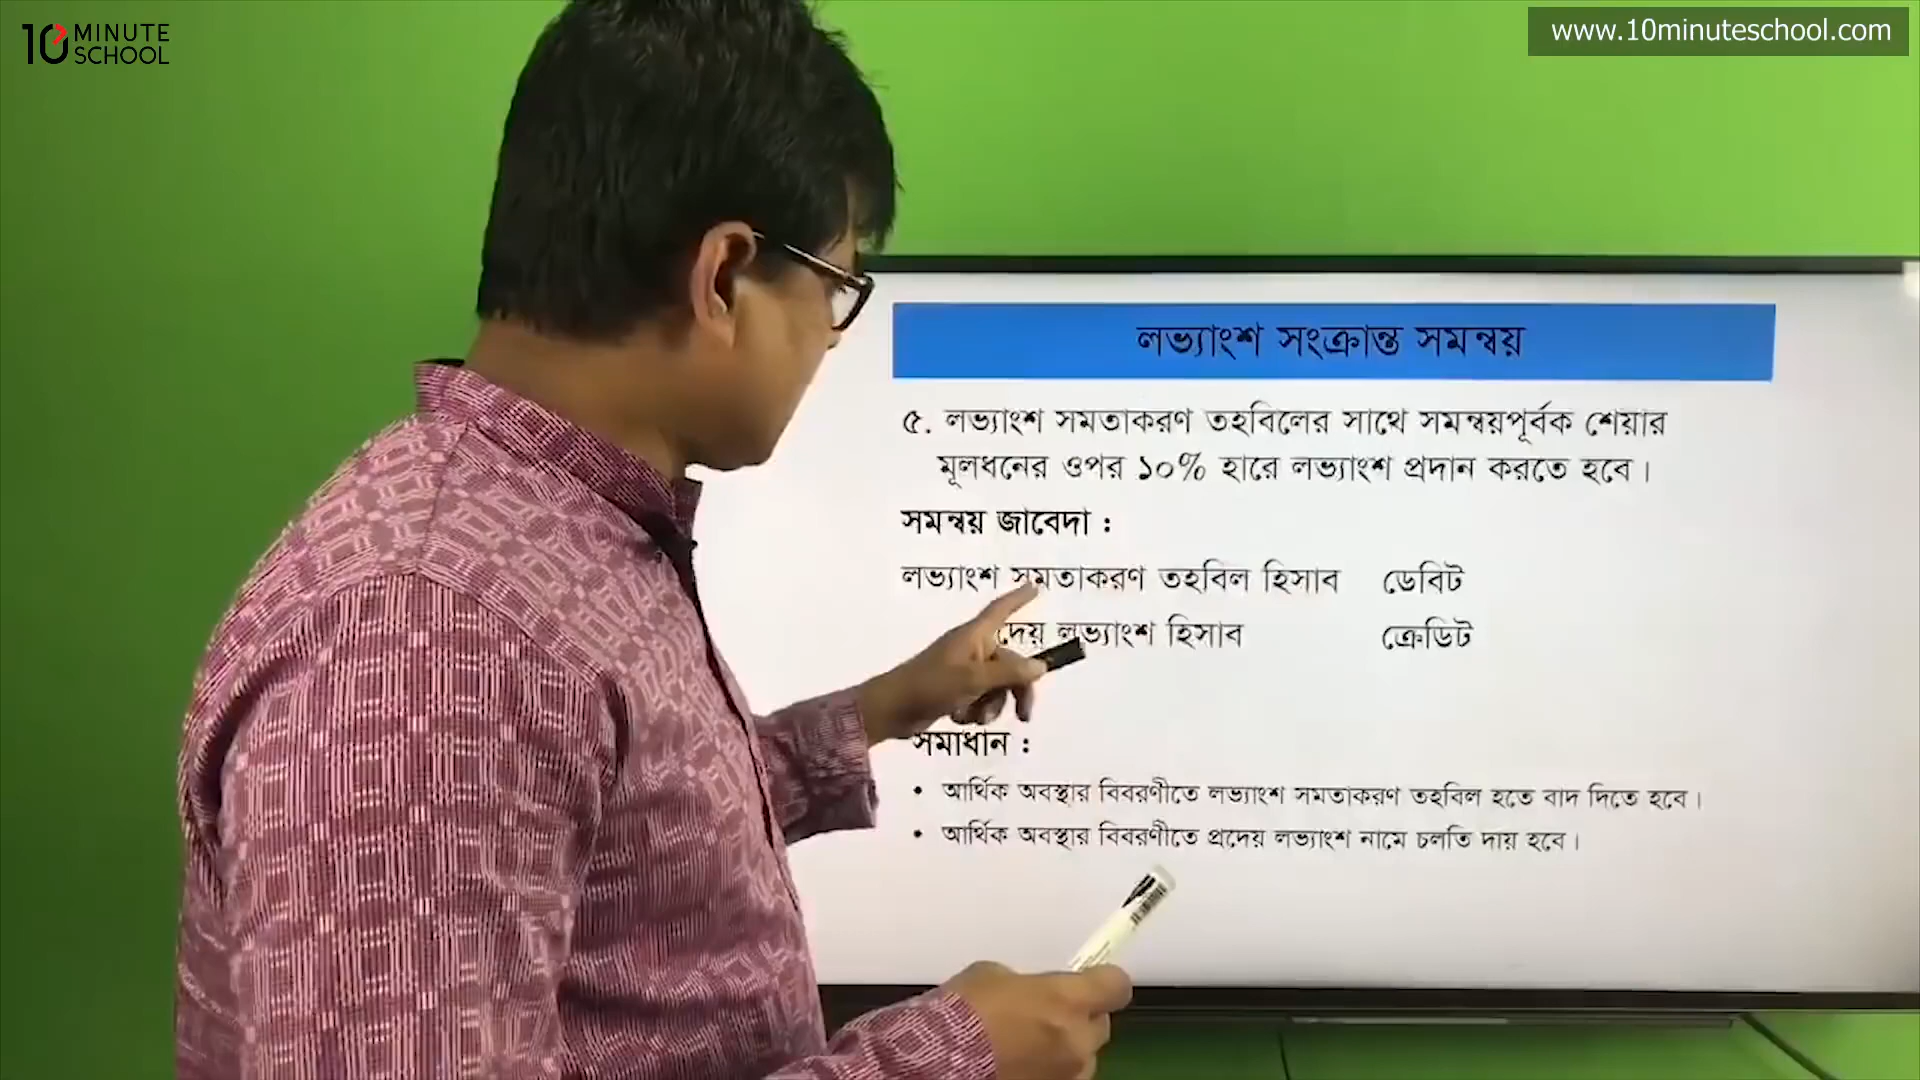 10 MINUTE SCHOOL
www.10minuteschool.com
লভ্যাংশ সংক্রান্ত সমন্বয়
৫. লভ্যাংশ সমতাকরণ তহবিলের সাথে সমন্বয়পূর্বক শেয়ার
মূলধনের ওপর ১০% হারে লভ্যাংশ প্রদান করতে হবে।
সমন্বয় জাবেদা :
লভ্যাংশ সমতাকরণ তহবিল হিসাব ডেবিট
লভ্যাংশ হিসাব ক্রেডিট
সমাধান :
• আর্থিক অবস্থার বিবরণীতে লভ্যাংশ সমতাকরণ তহবিল হতে বাদ দিতে হবে।
• আর্থিক অবস্থার বিবরণীতে প্রদেয় লভ্যাংশ নামে চলতি দায় হবে।